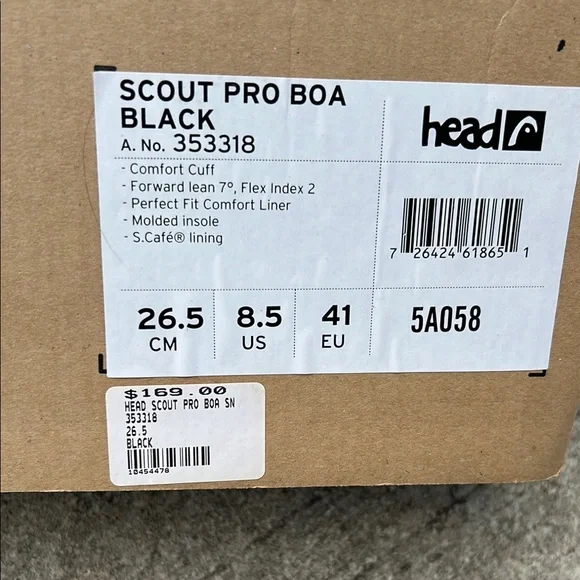 SCOUT PRO BOA
BLACK
A. No. 353318
head
- Comfort Cuff
- Forward lean 7°, Flex Index 2
- Perfect Fit Comfort Liner
- Molded insole
- S.Café® lining
7 26424 61865 1
26.5 CM
8.5 US
41 EU
5A058
$169.00
HEAD SCOUT PRO BOA SN
353318
26.5
BLACK
10454478